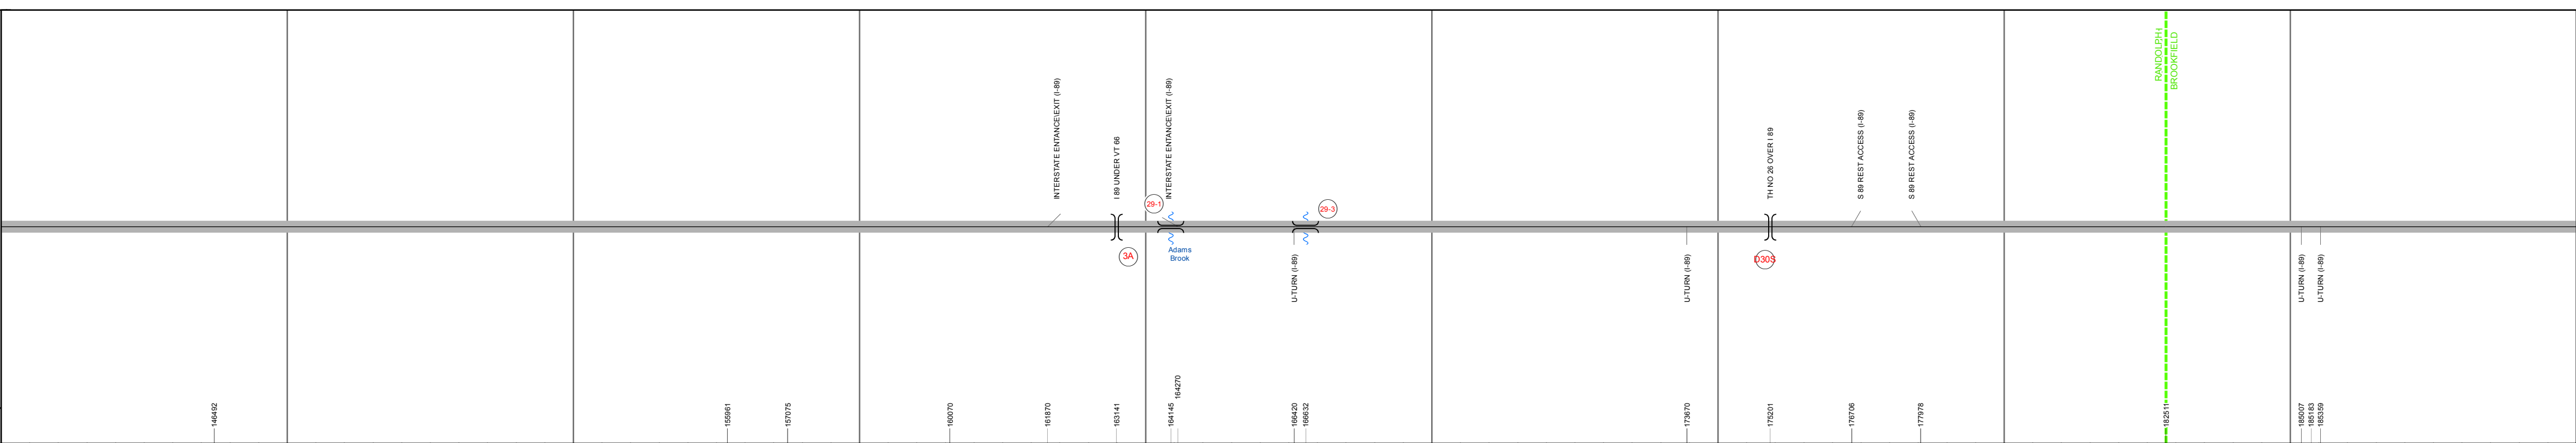 INTERSTATE ENTANCE\EXIT (I-89)
I 89 UNDER VT 66
INTERSTATE ENTANCE\EXIT (I-89)
TH NO 26 OVER I 89
S 89 REST ACCESS (I-89)
S 89 REST ACCESS (I-89)
RANDOLPH
BROOKFIELD
29-1
29-3
3A
Adams
Brook
D30S
U-TURN (I-89)
U-TURN (I-89)
U-TURN (I-89)
U-TURN (I-89)
146492
155961
157075
160070
161870
163141
164145
164270
166420
166632
173670
175201
176706
177978
182511
185007
185183
185359